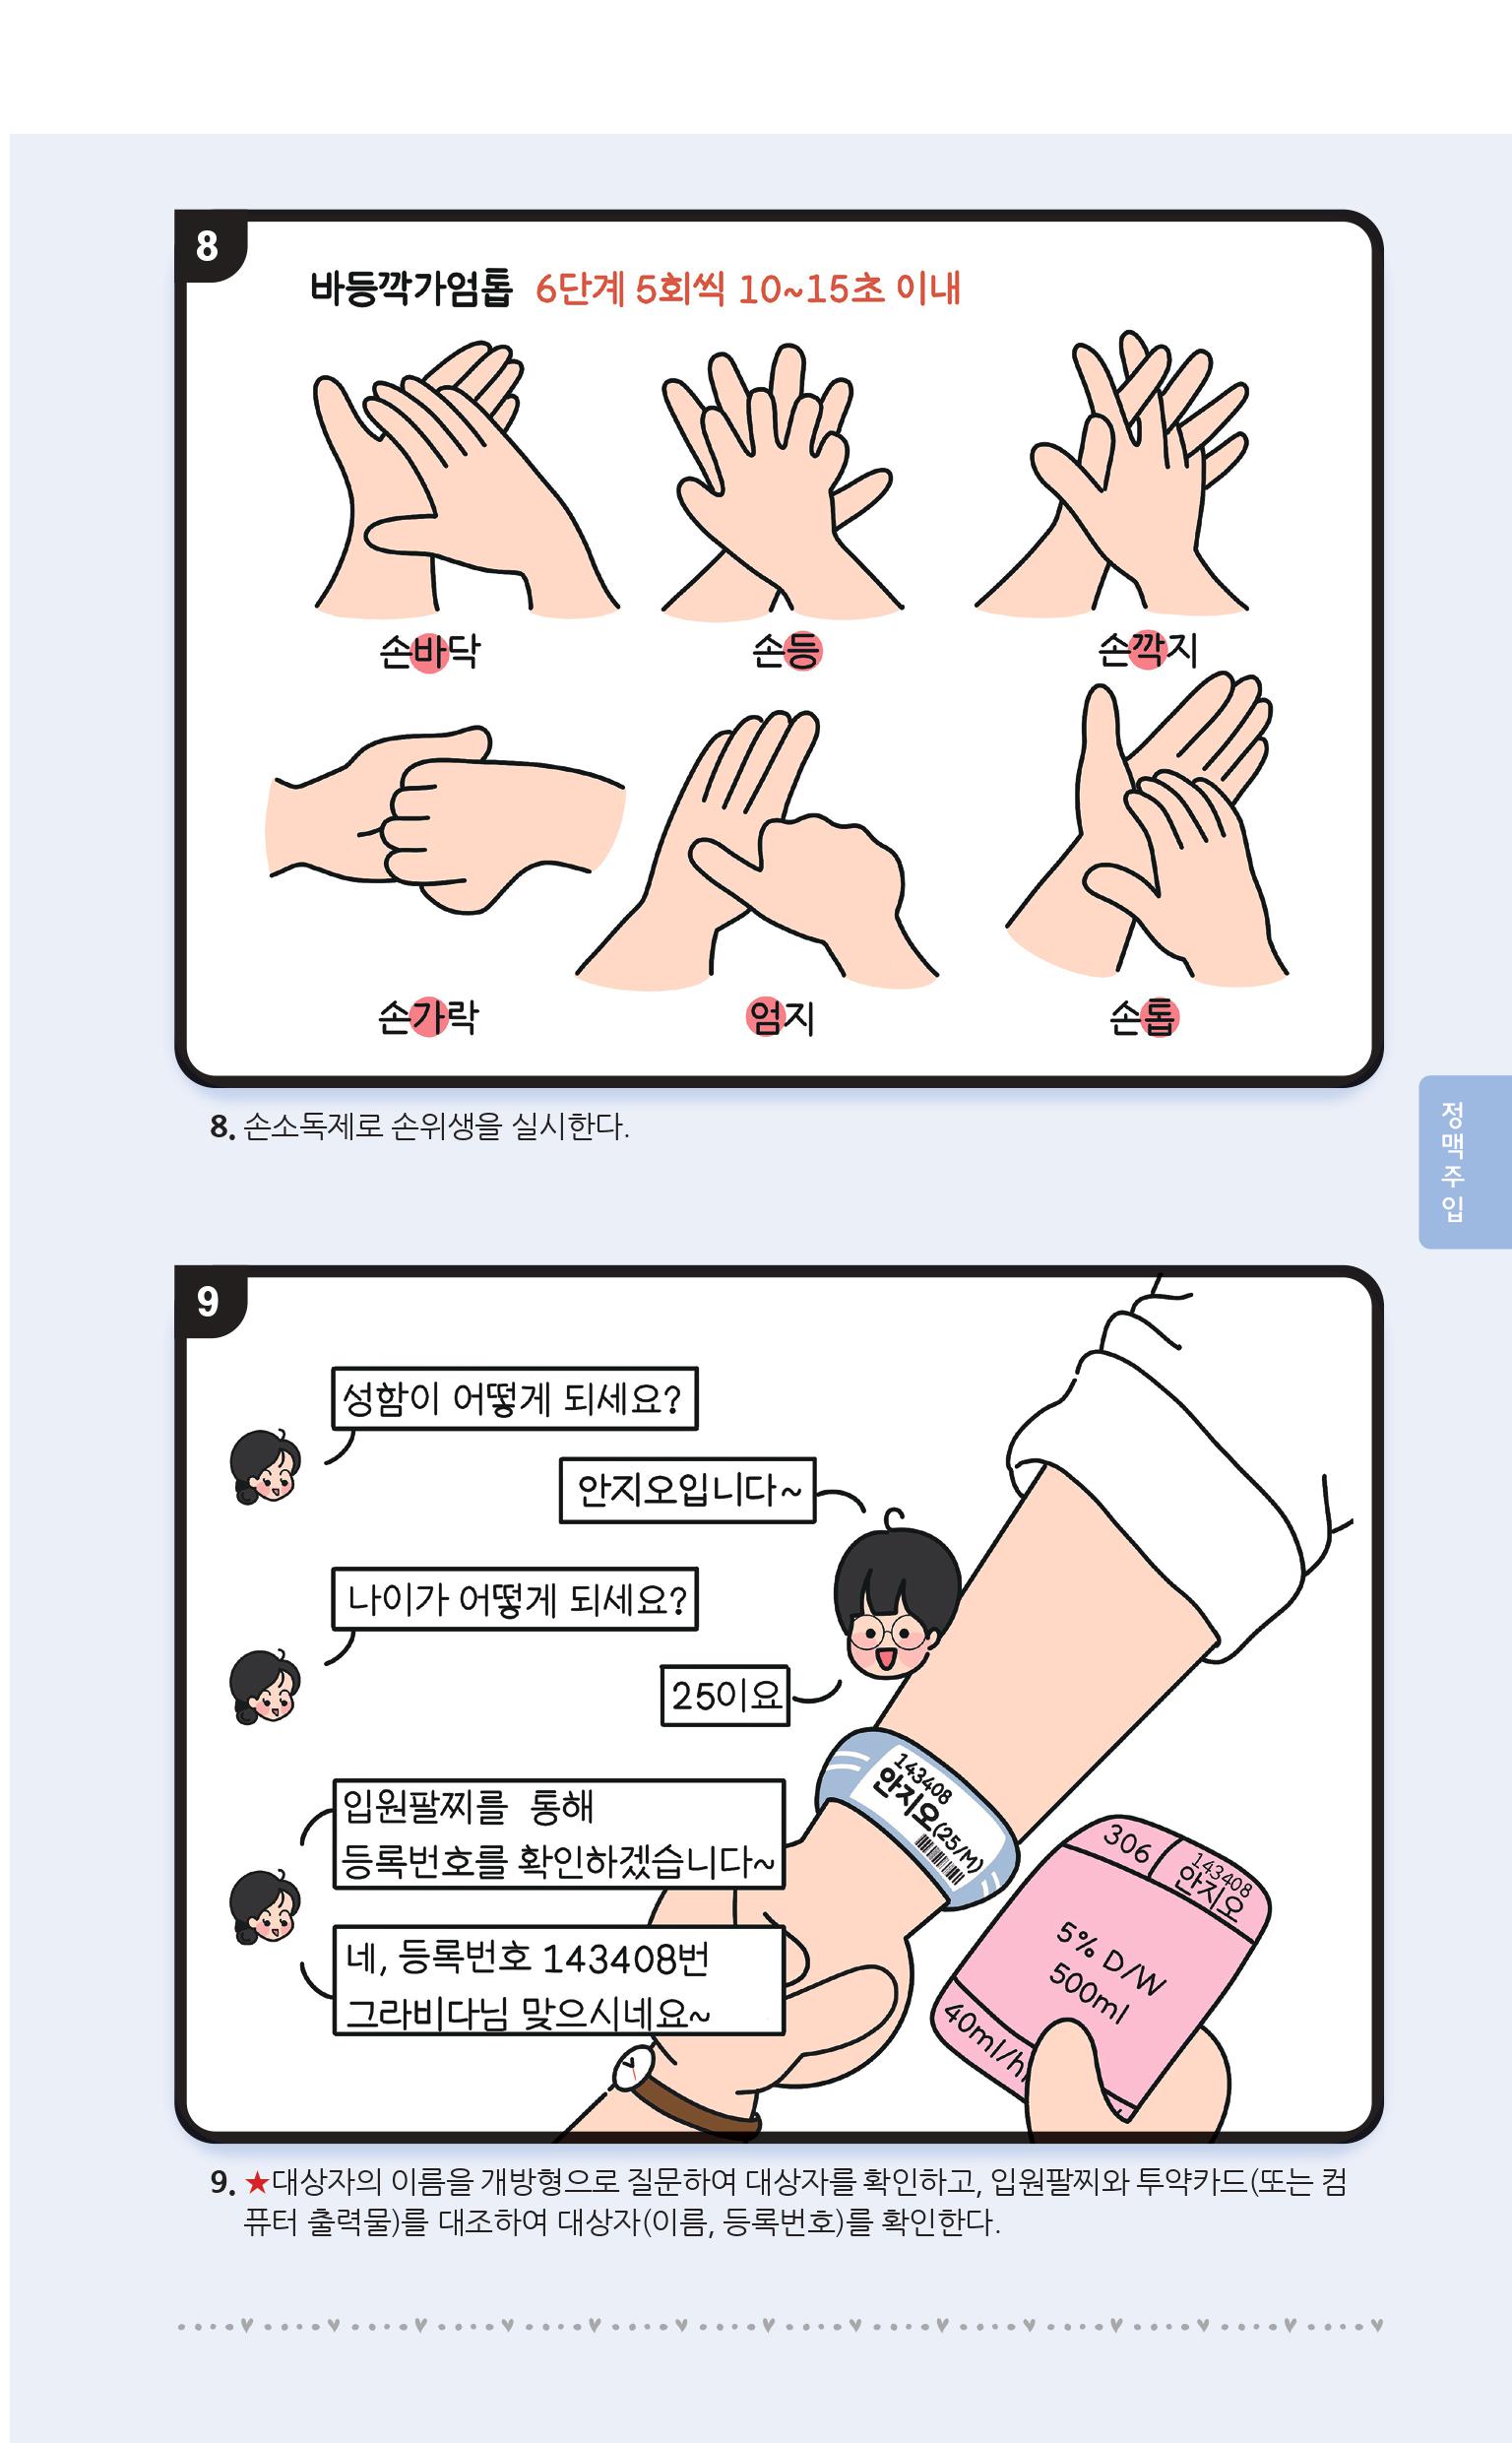 8
바등깍가엄톱 6단계 5회씩 10~15초 이내
손바닥
손등
손깍지
손가락
엄지
손톱
8. 손소독제로 손위생을 실시한다.
정맥주입
9
성함이 어떻게 되세요?
안지오입니다~
나이가 어떻게 되세요?
25이요
입원팔찌를 통해
등록번호를 확인하겠습니다~
네, 등록번호 143408번
그라비다님 맞으시네요~
143408
안지오(25/M)
306
143408
안지오
5% D/W
500ml
40ml/h
9. ★대상자의 이름을 개방형으로 질문하여 대상자를 확인하고, 입원팔찌와 투약카드(또는 컴
퓨터 출력물)를 대조하여 대상자(이름, 등록번호)를 확인한다.